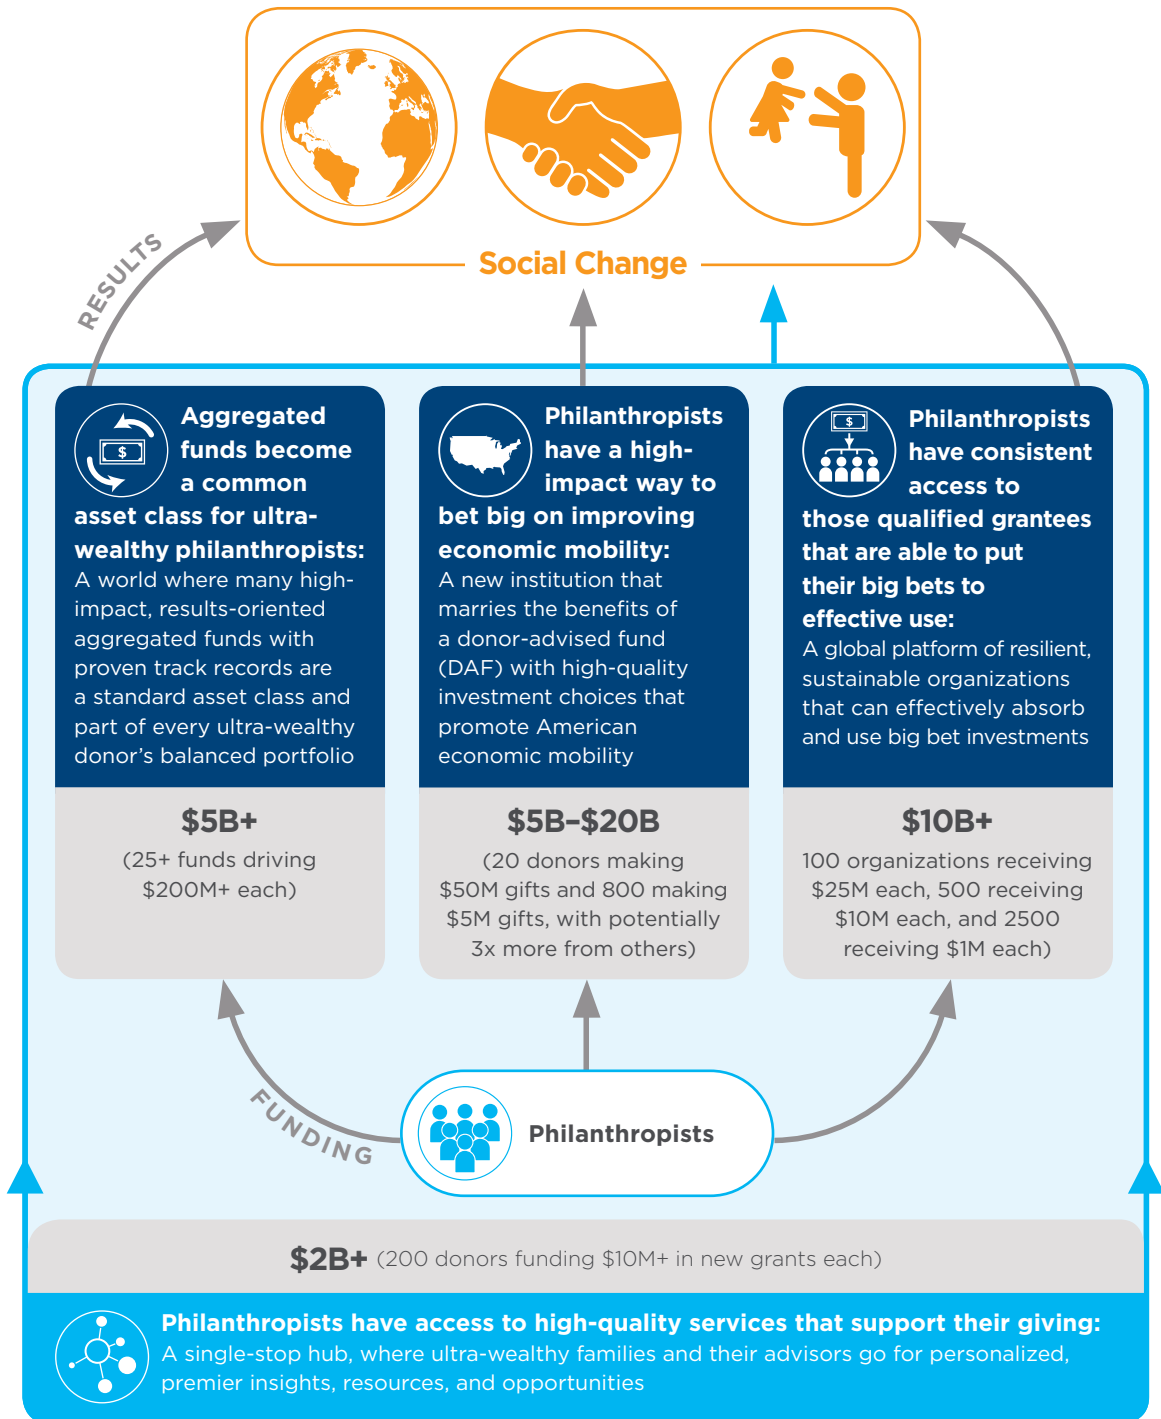 Social Change
RESULTS
Aggregated
funds become
a common
asset class for ultra-
wealthy philanthropists:
A world where many high-
impact, results-oriented
aggregated funds with
proven track records are
a standard asset class and
part of every ultra-wealthy
donor’s balanced portfolio
$5B+
(25+ funds driving
$200M+ each)
Philanthropists
have a high-
impact way to
bet big on improving
economic mobility:
A new institution that
marries the benefits of
a donor-advised fund
(DAF) with high-quality
investment choices that
promote American
economic mobility
$5B–$20B
(20 donors making
$50M gifts and 800 making
$5M gifts, with potentially
3x more from others)
$
Philanthropists
have consistent
access to
those qualified grantees
that are able to put
their big bets to
effective use:
A global platform of resilient,
sustainable organizations
that can effectively absorb
and use big bet investments
$10B+
100 organizations receiving
$25M each, 500 receiving
$10M each, and 2500
receiving $1M each)
$
FUNDING
Philanthropists
$2B+ (200 donors funding $10M+ in new grants each)
Philanthropists have access to high-quality services that support their giving:
A single-stop hub, where ultra-wealthy families and their advisors go for personalized,
premier insights, resources, and opportunities